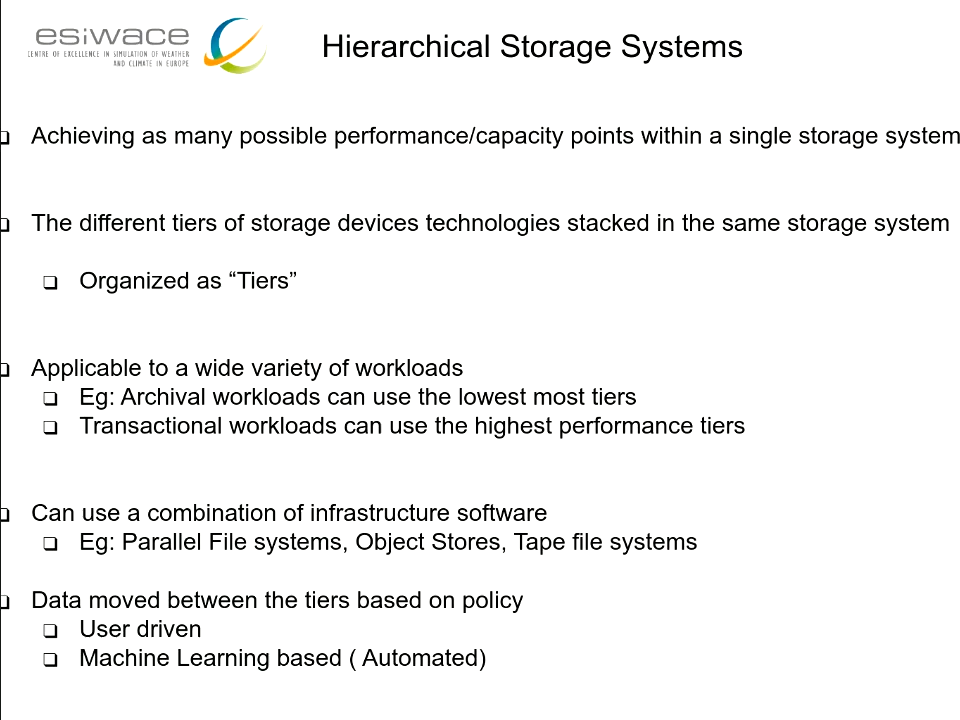 esiwace
CENTRE OF EXCELLENCE IN SIMULATION OF WEATHER
AND CLIMATE IN EUROPE
Hierarchical Storage Systems
❑ Achieving as many possible performance/capacity points within a single storage system
❑ The different tiers of storage devices technologies stacked in the same storage system
❑ Organized as “Tiers”
❑ Applicable to a wide variety of workloads
❑ Eg: Archival workloads can use the lowest most tiers
❑ Transactional workloads can use the highest performance tiers
❑ Can use a combination of infrastructure software
❑ Eg: Parallel File systems, Object Stores, Tape file systems
❑ Data moved between the tiers based on policy
❑ User driven
❑ Machine Learning based ( Automated)